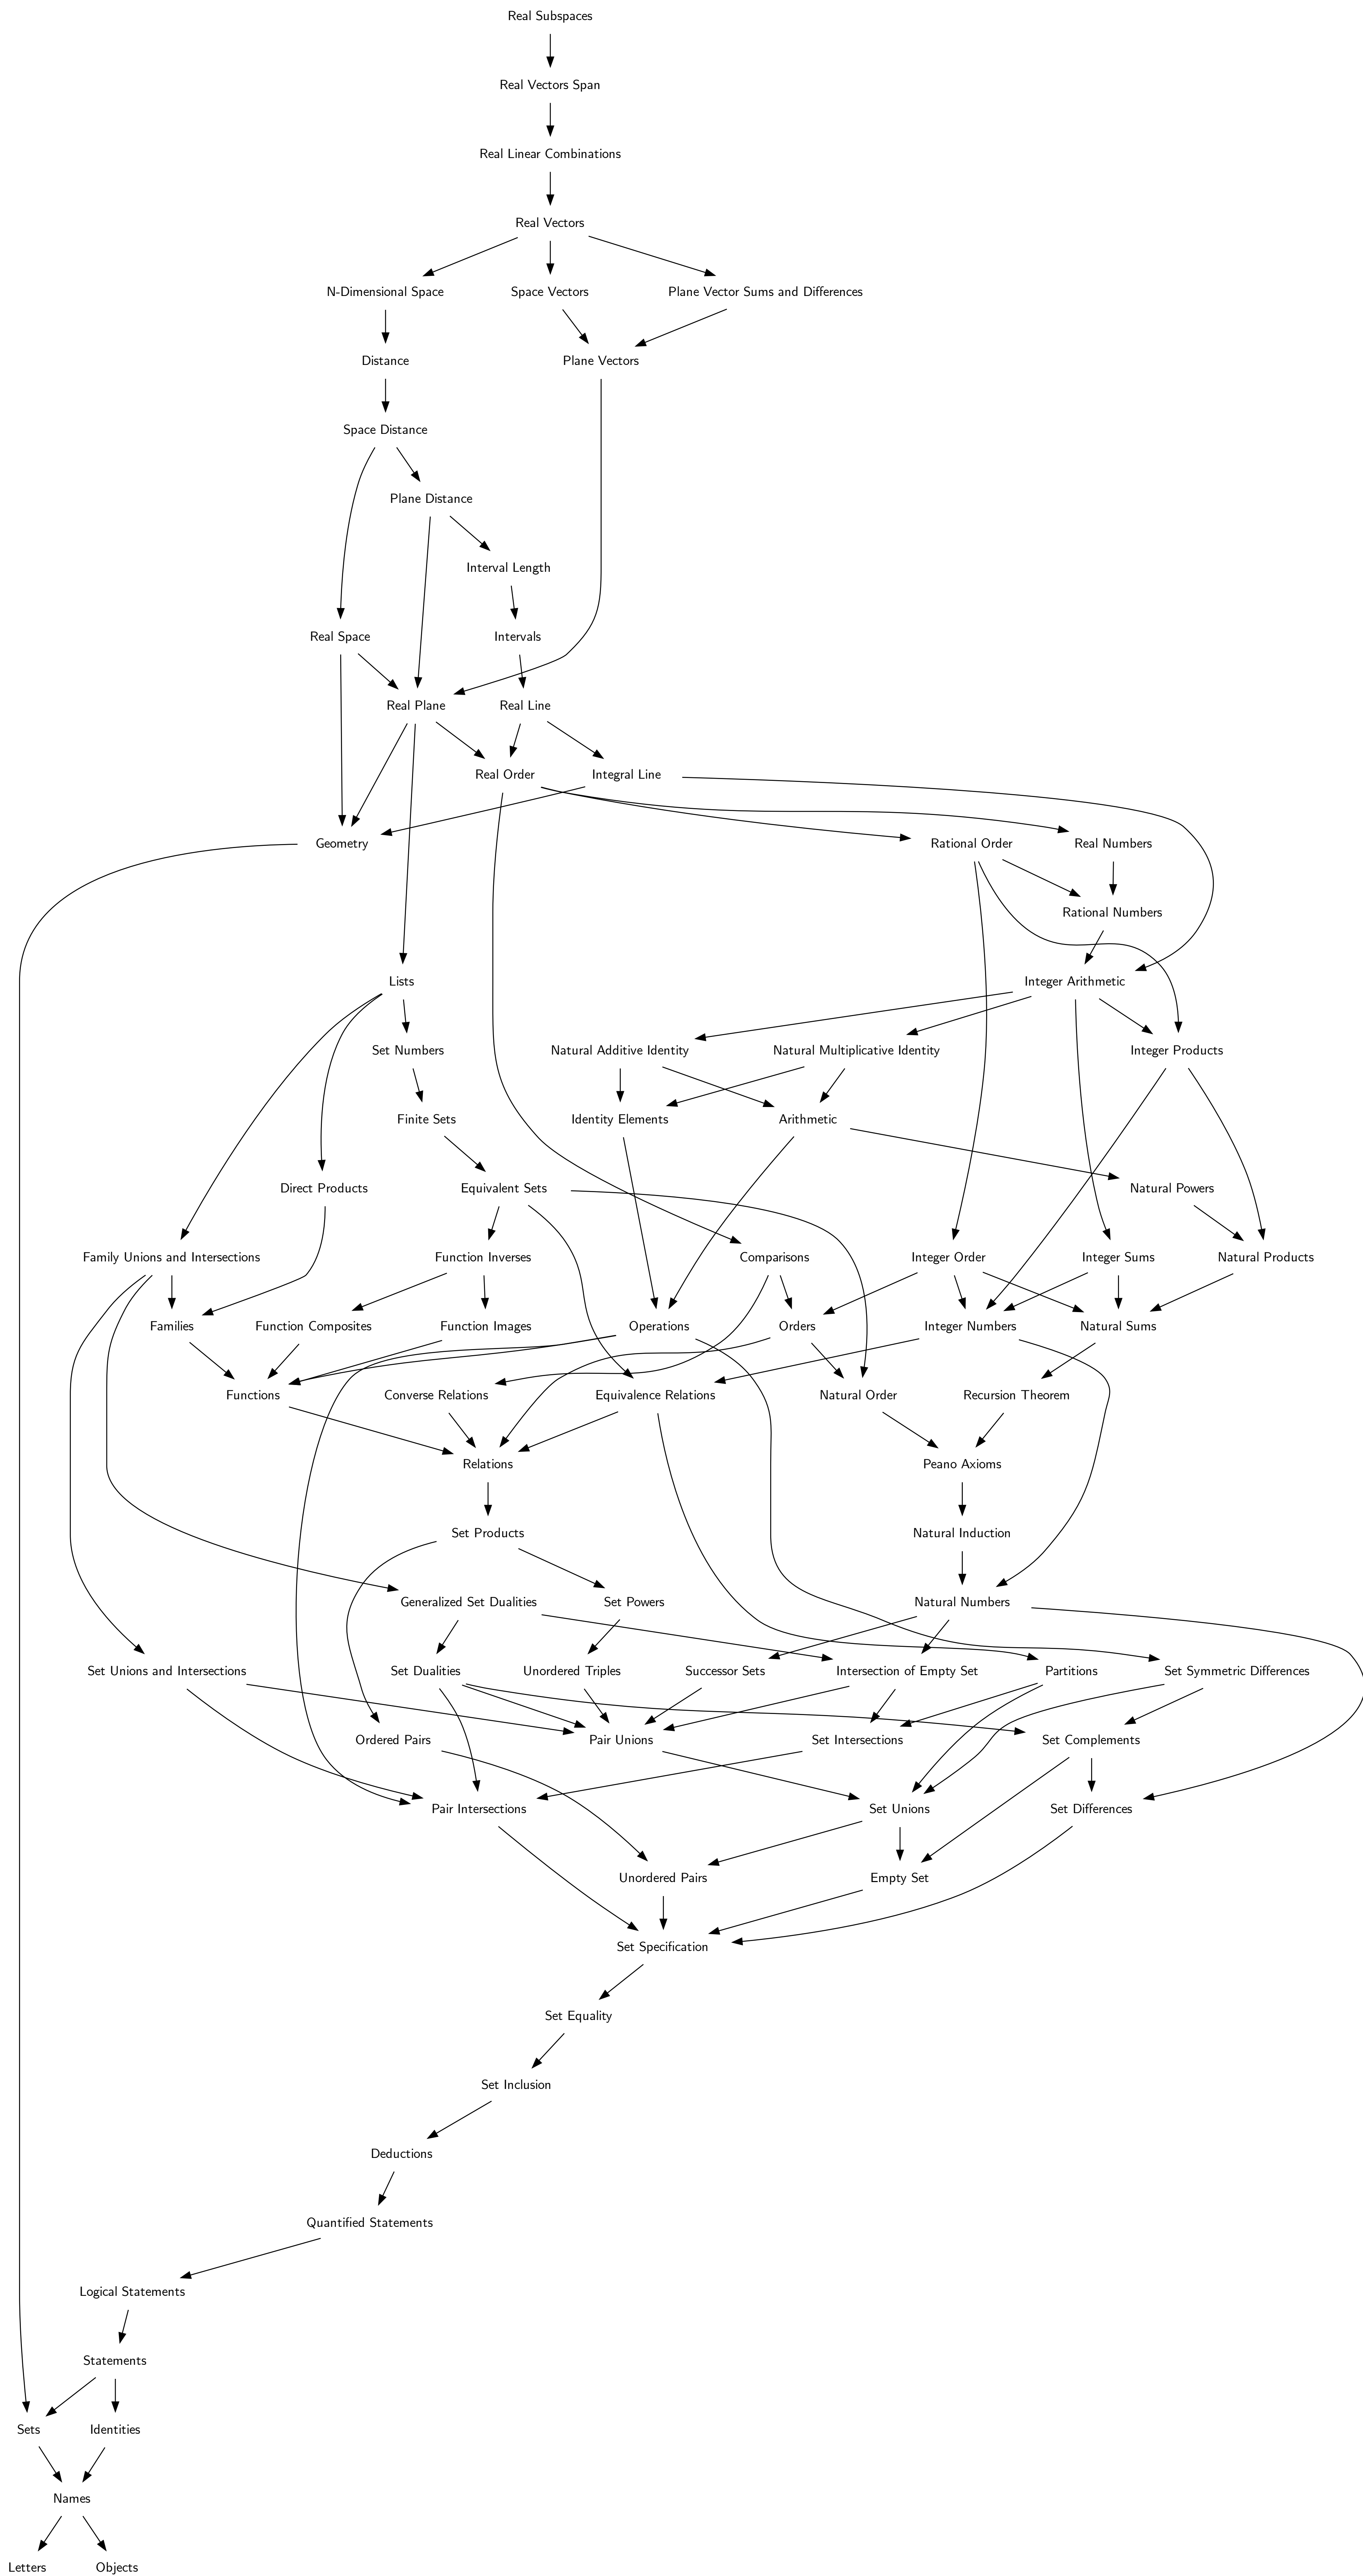 Real Subspaces
Real Vectors Span
Real Linear Combinations
Real Vectors
N-Dimensional Space
Space Vectors
Plane Vector Sums and Differences
Distance
Plane Vectors
Space Distance
Plane Distance
Interval Length
Real Space
Intervals
Real Plane
Real Line
Real Order
Integral Line
Geometry
Rational Order
Real Numbers
Rational Numbers
Lists
Integer Arithmetic
Set Numbers
Natural Additive Identity
Natural Multiplicative Identity
Integer Products
Finite Sets
Identity Elements
Arithmetic
Direct Products
Equivalent Sets
Natural Powers
Family Unions and Intersections
Function Inverses
Comparisons
Integer Order
Integer Sums
Natural Products
Families
Function Composites
Function Images
Operations
Orders
Integer Numbers
Natural Sums
Functions
Converse Relations
Equivalence Relations
Natural Order
Recursion Theorem
Relations
Peano Axioms
Set Products
Natural Induction
Generalized Set Dualities
Set Powers
Natural Numbers
Set Unions and Intersections
Set Dualities
Unordered Triples
Successor Sets
Intersection of Empty Set
Partitions
Set Symmetric Differences
Ordered Pairs
Pair Unions
Set Intersections
Set Complements
Pair Intersections
Set Unions
Set Differences
Unordered Pairs
Empty Set
Set Specification
Set Equality
Set Inclusion
Deductions
Quantified Statements
Logical Statements
Statements
Sets
Identities
Names
Letters
Objects